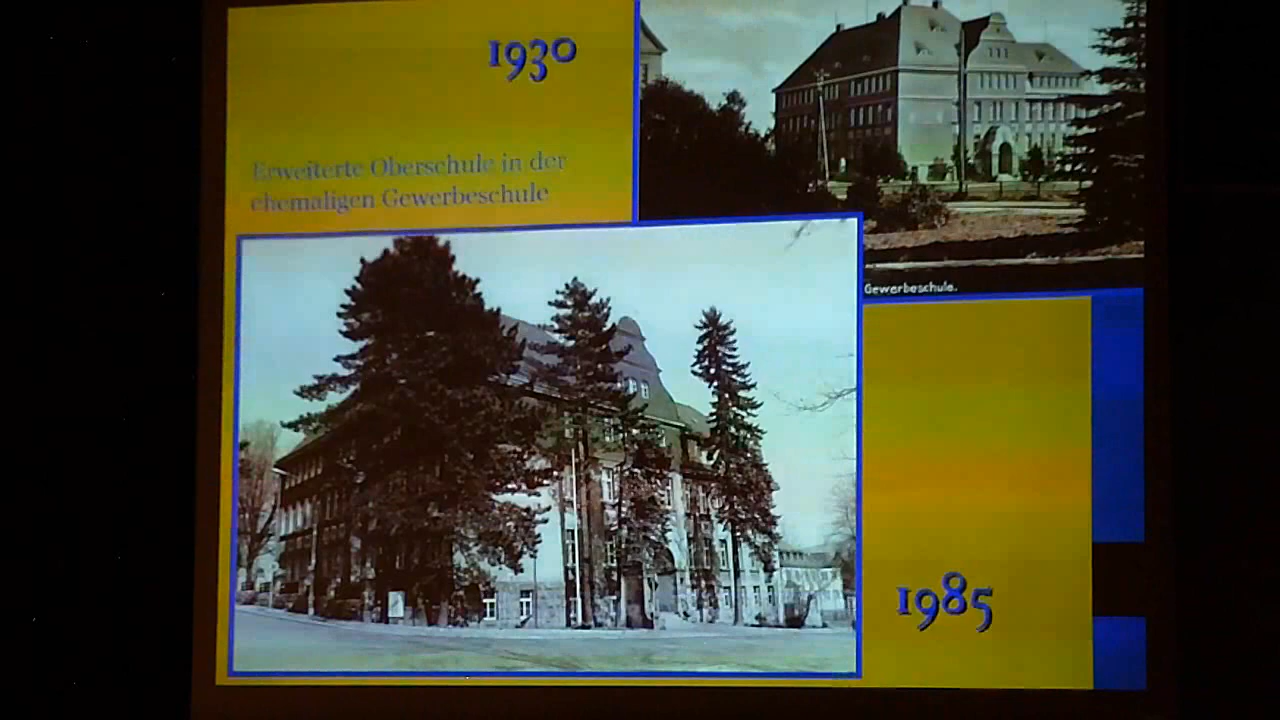 1930
Erweiterte Oberschule in der
ehemaligen Gewerbeschule
Gewerbeschule.
1985